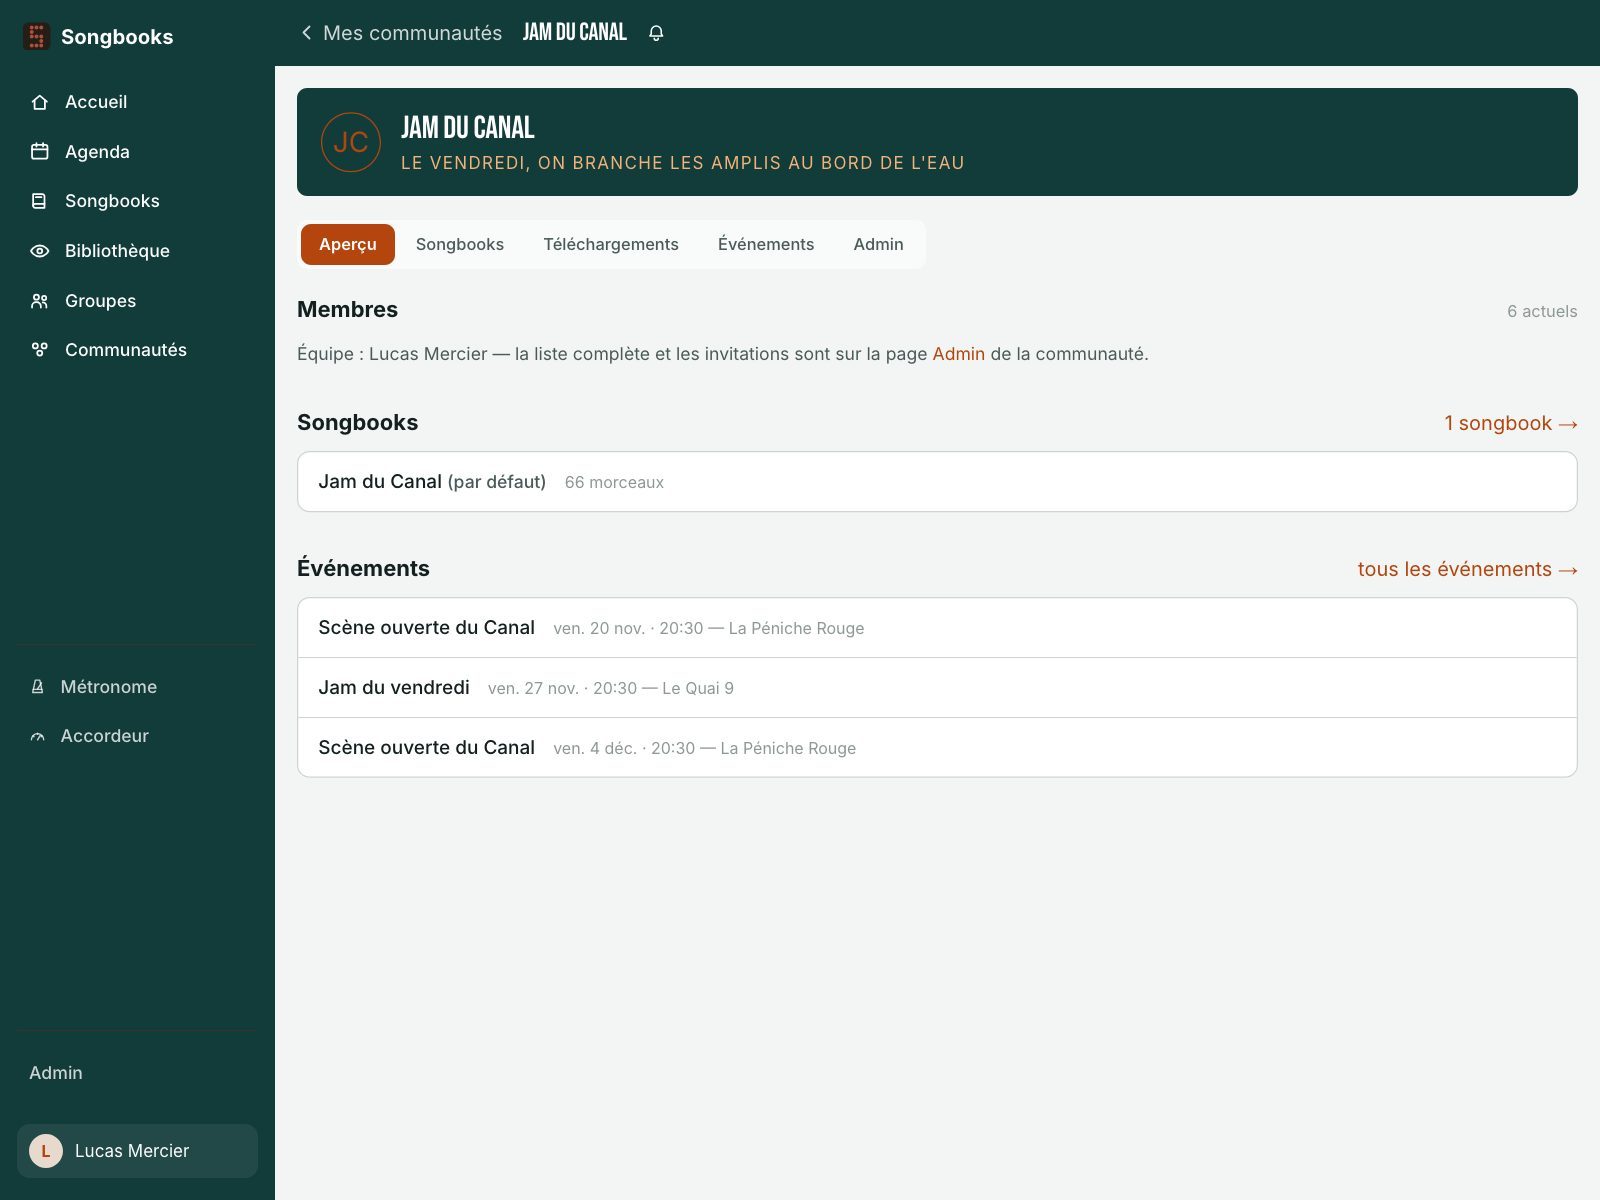 Songbooks
Accueil
Agenda
Songbooks
Bibliothèque
Groupes
Communautés
Métronome
Accordeur
Admin
L
Lucas Mercier
Mes communautés
JAM DU CANAL
JC
JAM DU CANAL
LE VENDREDI, ON BRANCHE LES AMPLIS AU BORD DE L'EAU
Aperçu
Songbooks
Téléchargements
Événements
Admin
Membres
6 actuels
Équipe : Lucas Mercier — la liste complète et les invitations sont sur la page Admin de la communauté.
Songbooks
1 songbook →
Jam du Canal (par défaut) 66 morceaux
Événements
tous les événements →
Scène ouverte du Canal ven. 20 nov. · 20:30 — La Péniche Rouge
Jam du vendredi ven. 27 nov. · 20:30 — Le Quai 9
Scène ouverte du Canal ven. 4 déc. · 20:30 — La Péniche Rouge